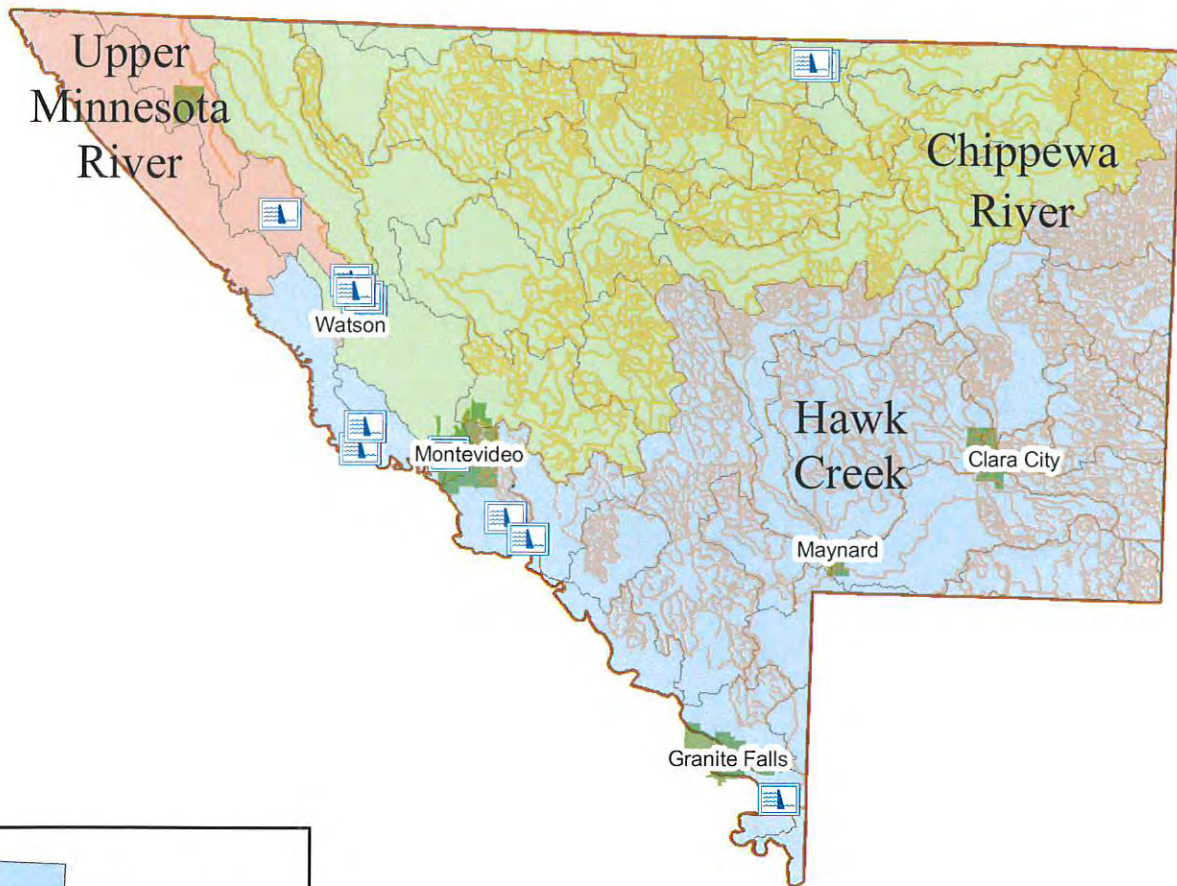 Upper
Minnesota
River
Chippewa
River
Watson
Hawk
Creek
Montevideo
Clara City
Maynard
Granite Falls